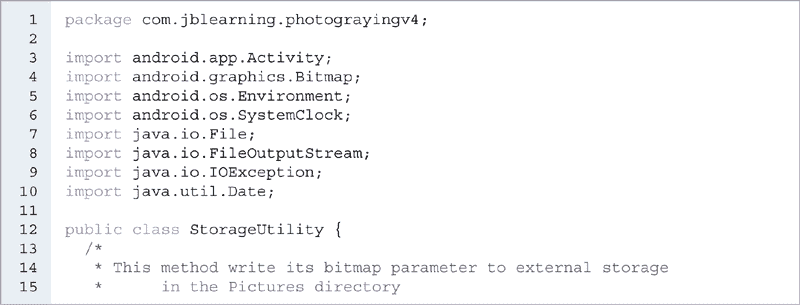 1 package com.jblearning.photograyingv4;
2
3 import android.app.Activity;
4 import android.graphics.Bitmap;
5 import android.os.Environment;
6 import android.os.SystemClock;
7 import java.io.File;
8 import java.io.FileOutputStream;
9 import java.io.IOException;
10 import java.util.Date;
11
12 public class StorageUtility {
13   /*
14    * This method write its bitmap parameter to external storage
15    *     in the Pictures directory